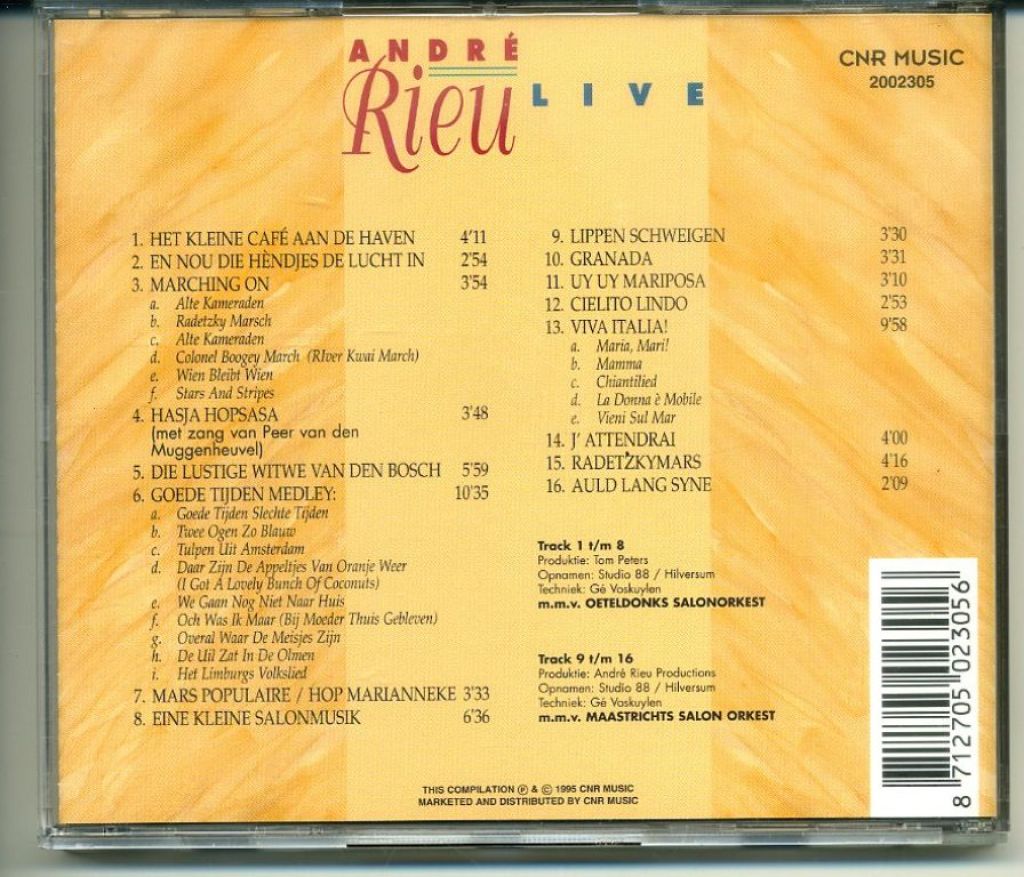 ANDRÉ
Rieu LIVE
CNR MUSIC
2002305
1. HET KLEINE CAFÉ AAN DE HAVEN 4'11
2. EN NOU DIE HÈNDJES DE LUCHT IN 2'54
3. MARCHING ON 3'54
a. Alte Kameraden
b. Radetzky Marsch
c. Alte Kameraden
d. Colonel Boogey March (RIver Kwai March)
e. Wien Bleibt Wien
f. Stars And Stripes
4. HASJA HOPSASA 3'48
(met zang van Peer van den
Muggenheuvel)
5. DIE LUSTIGE WITWE VAN DEN BOSCH 5'59
6. GOEDE TIJDEN MEDLEY: 10'35
a. Goede Tijden Slechte Tijden
b. Twee Ogen Zo Blauw
c. Tulpen Uit Amsterdam
d. Daar Zijn De Appeltjes Van Oranje Weer
(I Got A Lovely Bunch Of Coconuts)
e. We Gaan Nog Niet Naar Huis
f. Och Was Ik Maar (Bij Moeder Thuis Gebleven)
g. Overal Waar De Meisjes Zijn
h. De Uil Zat In De Olmen
i. Het Limburgs Volkslied
7. MARS POPULAIRE / HOP MARIANNEKE 3'33
8. EINE KLEINE SALONMUSIK 6'36
9. LIPPEN SCHWEIGEN 3'30
10. GRANADA 3'31
11. UY UY MARIPOSA 3'10
12. CIELITO LINDO 2'53
13. VIVA ITALIA! 9'58
a. Maria, Mari!
b. Mamma
c. Chiantilied
d. La Donna è Mobile
e. Vieni Sul Mar
14. J' ATTENDRAI 4'00
15. RADETZKYMARS 4'16
16. AULD LANG SYNE 2'09
Track 1 t/m 8
Produktie: Tom Peters
Opnamen: Studio 88 / Hilversum
Techniek: Gé Voskuylen
m.m.v. OETELDONKS SALONORKEST
Track 9 t/m 16
Produktie: André Rieu Productions
Opnamen: Studio 88 / Hilversum
Techniek: Gé Voskuylen
m.m.v. MAASTRICHTS SALON ORKEST
THIS COMPILATION ℗ & © 1995 CNR MUSIC
MARKETED AND DISTRIBUTED BY CNR MUSIC
8 712705 023056